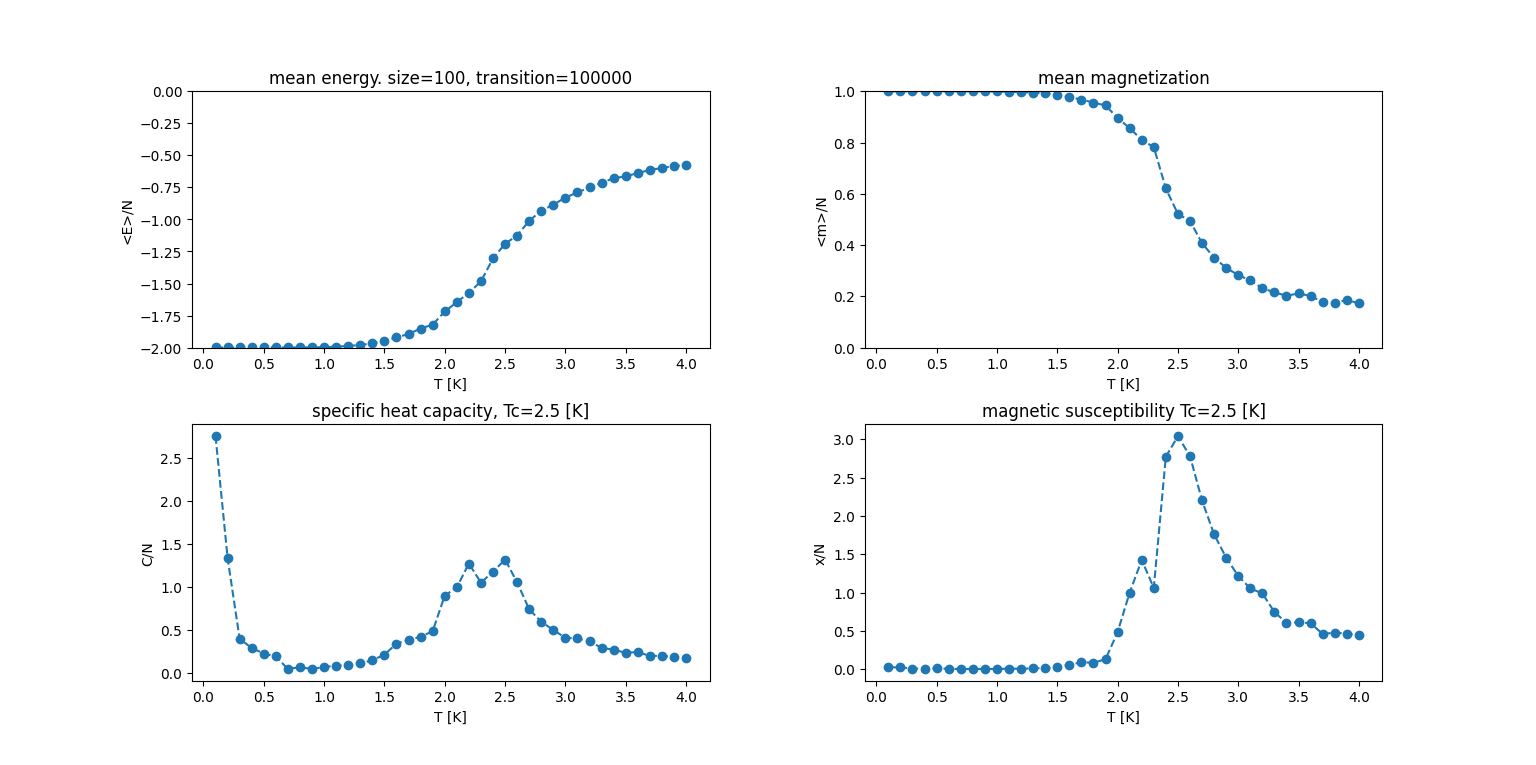 mean energy. size=100, transition=100000
<E>/N
0.00
−0.25
−0.50
−0.75
−1.00
−1.25
−1.50
−1.75
−2.00
0.0 0.5 1.0 1.5 2.0 2.5 3.0 3.5 4.0
T [K]
mean magnetization
<m>/N
1.0
0.8
0.6
0.4
0.2
0.0
0.0 0.5 1.0 1.5 2.0 2.5 3.0 3.5 4.0
T [K]
specific heat capacity, Tc=2.5 [K]
C/N
2.5
2.0
1.5
1.0
0.5
0.0
0.0 0.5 1.0 1.5 2.0 2.5 3.0 3.5 4.0
T [K]
magnetic susceptibility Tc=2.5 [K]
x/N
3.0
2.5
2.0
1.5
1.0
0.5
0.0
0.0 0.5 1.0 1.5 2.0 2.5 3.0 3.5 4.0
T [K]